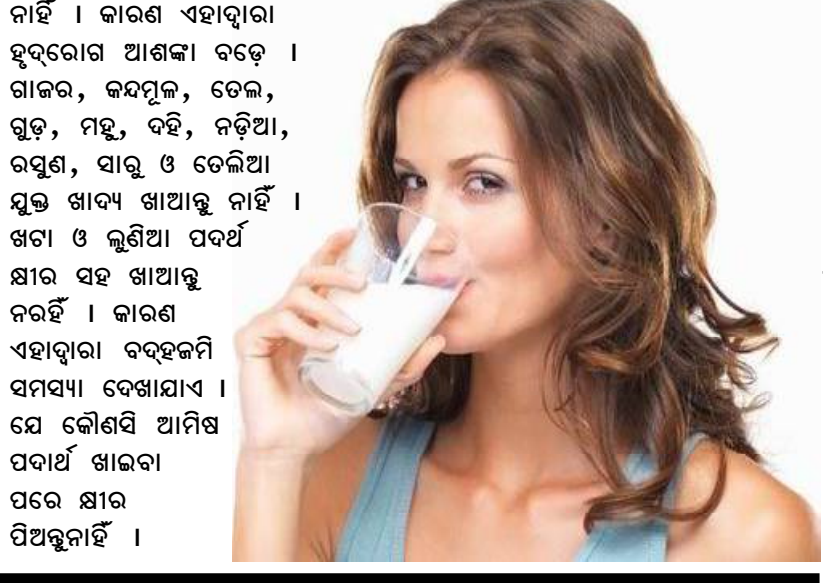 ନାହିଁ । କାରଣ ଏହାଦ୍ୱାରା
ହୃଦ୍‌ରୋଗ ଆଶଙ୍କା ବଢ଼େ ।
ଗାଜର, କନ୍ଦମୂଳ, ତେଲ,
ଗୁଡ଼, ମହୁ, ଦହି, ନଡ଼ିଆ,
ରସୁଣ, ସାରୁ ଓ ତେଲିଆ
ଯୁକ୍ତ ଖାଦ୍ୟ ଖାଆନ୍ତୁ ନାହିଁ ।
ଖଟା ଓ ଲୁଣିଆ ପଦର୍ଥ
କ୍ଷୀର ସହ ଖାଆନ୍ତୁ
ନରହିଁ । କାରଣ
ଏହାଦ୍ୱାରା ବଦ୍‌ହଜମି
ସମସ୍ୟା ଦେଖାଯାଏ ।
ଯେ କୌଣସି ଆମିଷ
ପଦାର୍ଥ ଖାଇବା
ପରେ କ୍ଷୀର
ପିଅନ୍ତୁନାହିଁ ।